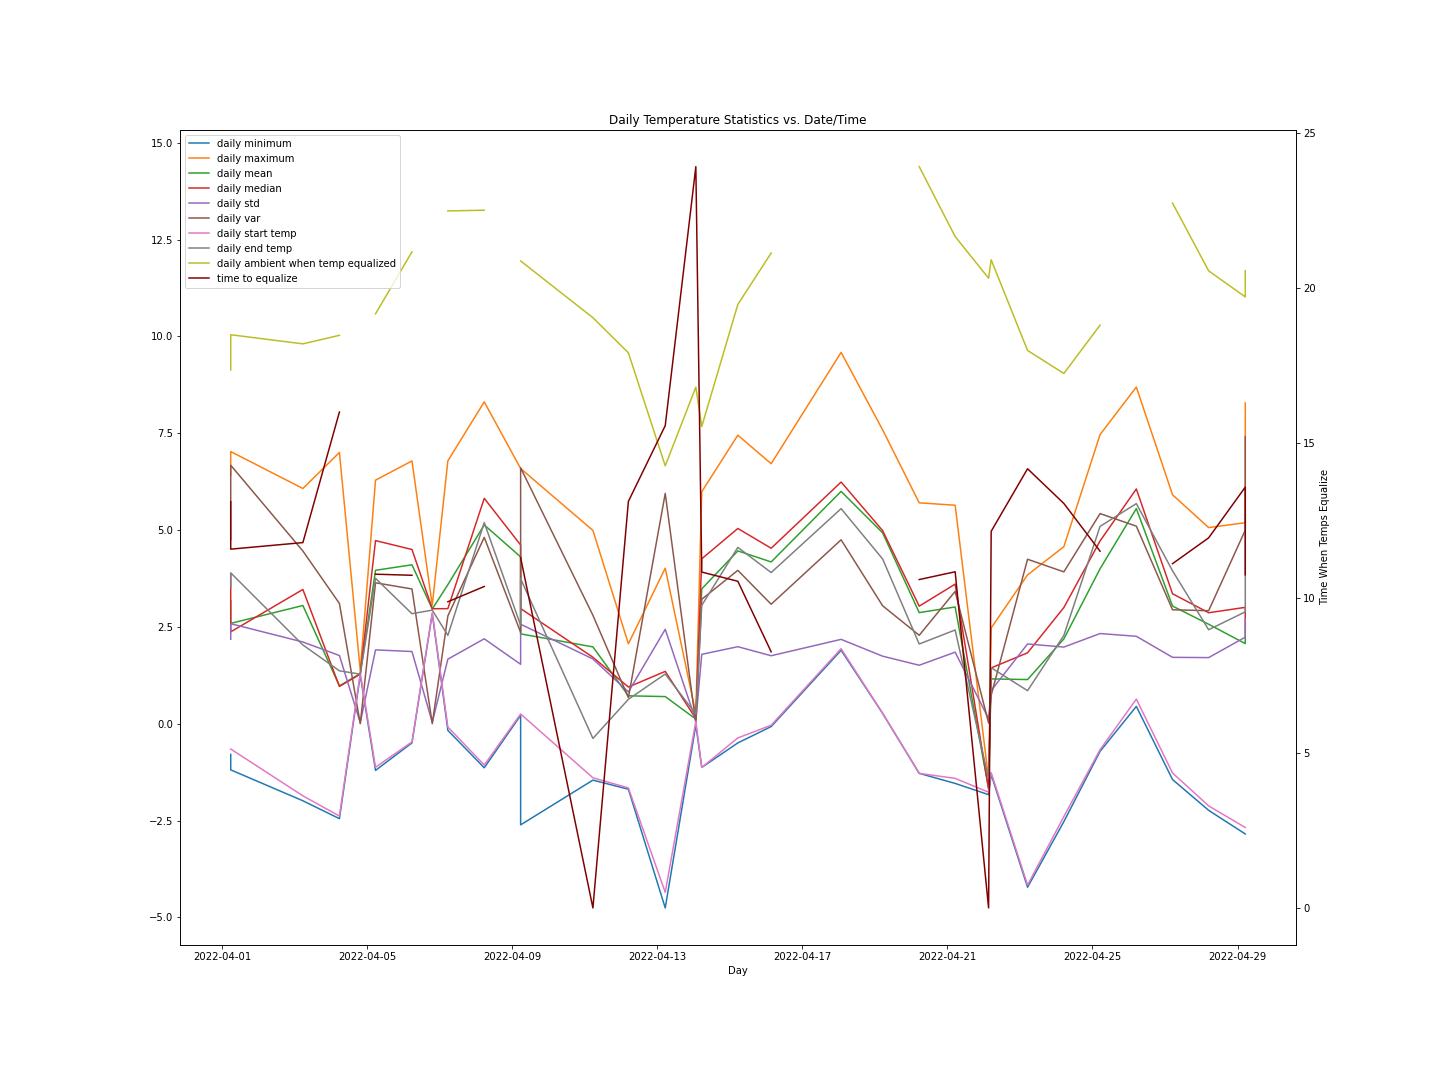 Daily Temperature Statistics vs. Date/Time
daily minimum
daily maximum
daily mean
daily median
daily std
daily var
daily start temp
daily end temp
daily ambient when temp equalized
time to equalize
15.0
12.5
10.0
7.5
5.0
2.5
0.0
−2.5
−5.0
25
20
15
10
5
0
Time When Temps Equalize
2022-04-01 2022-04-05 2022-04-09 2022-04-13 2022-04-17 2022-04-21 2022-04-25 2022-04-29
Day